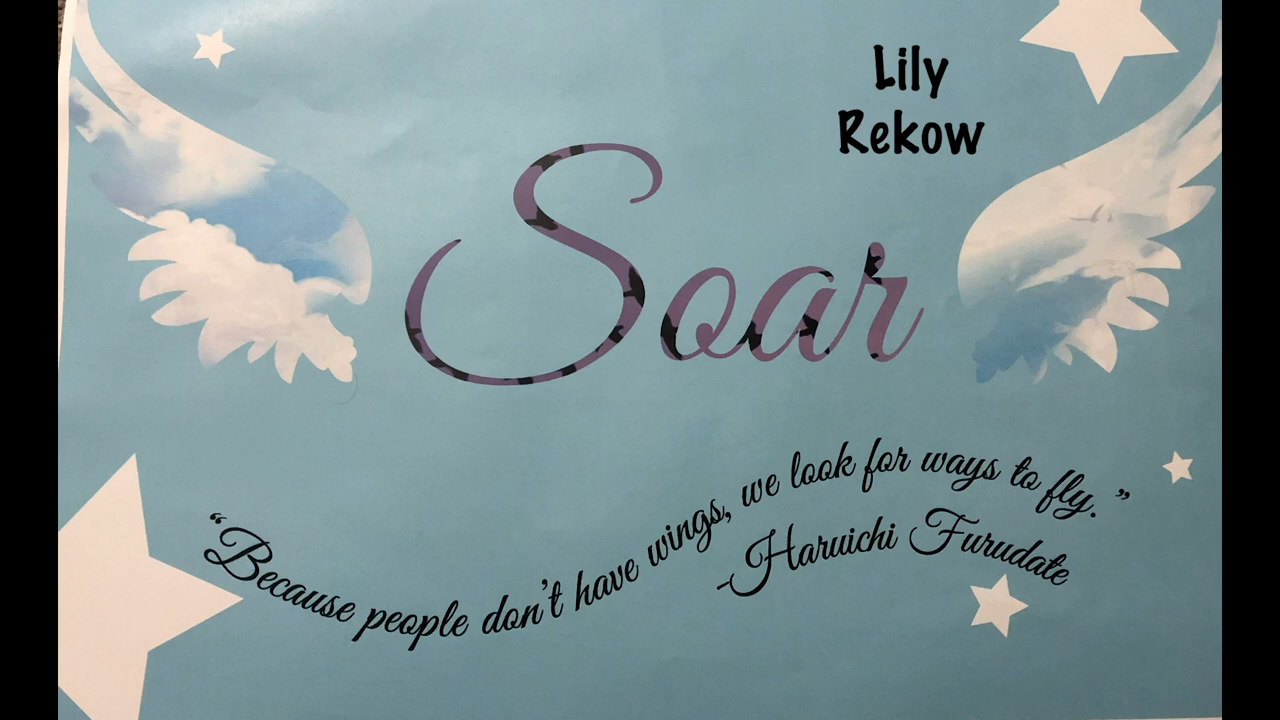 Lily
Rekow
Soar
“Because people don't have wings, we look for ways to fly.”
-Haruichi Furudate